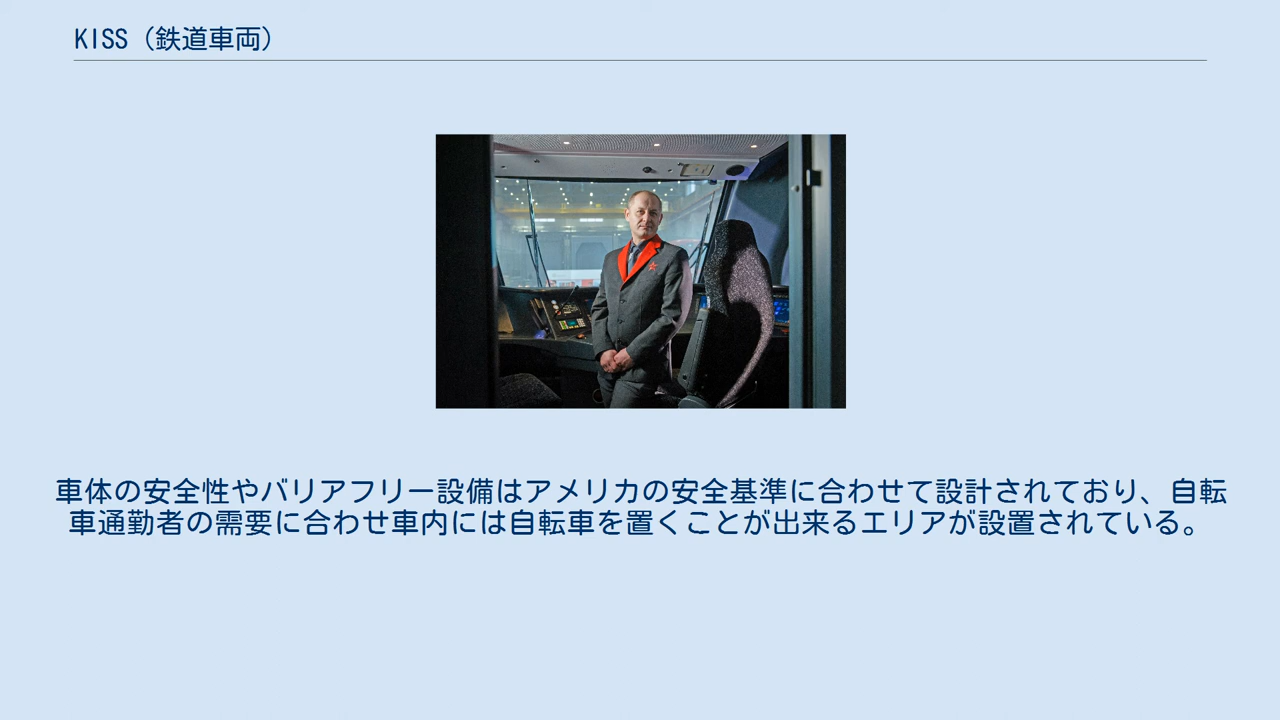 KISS（鉄道車両）
車体の安全性やバリアフリー設備はアメリカの安全基準に合わせて設計されており、自転
車通勤者の需要に合わせ車内には自転車を置くことが出来るエリアが設置されている。